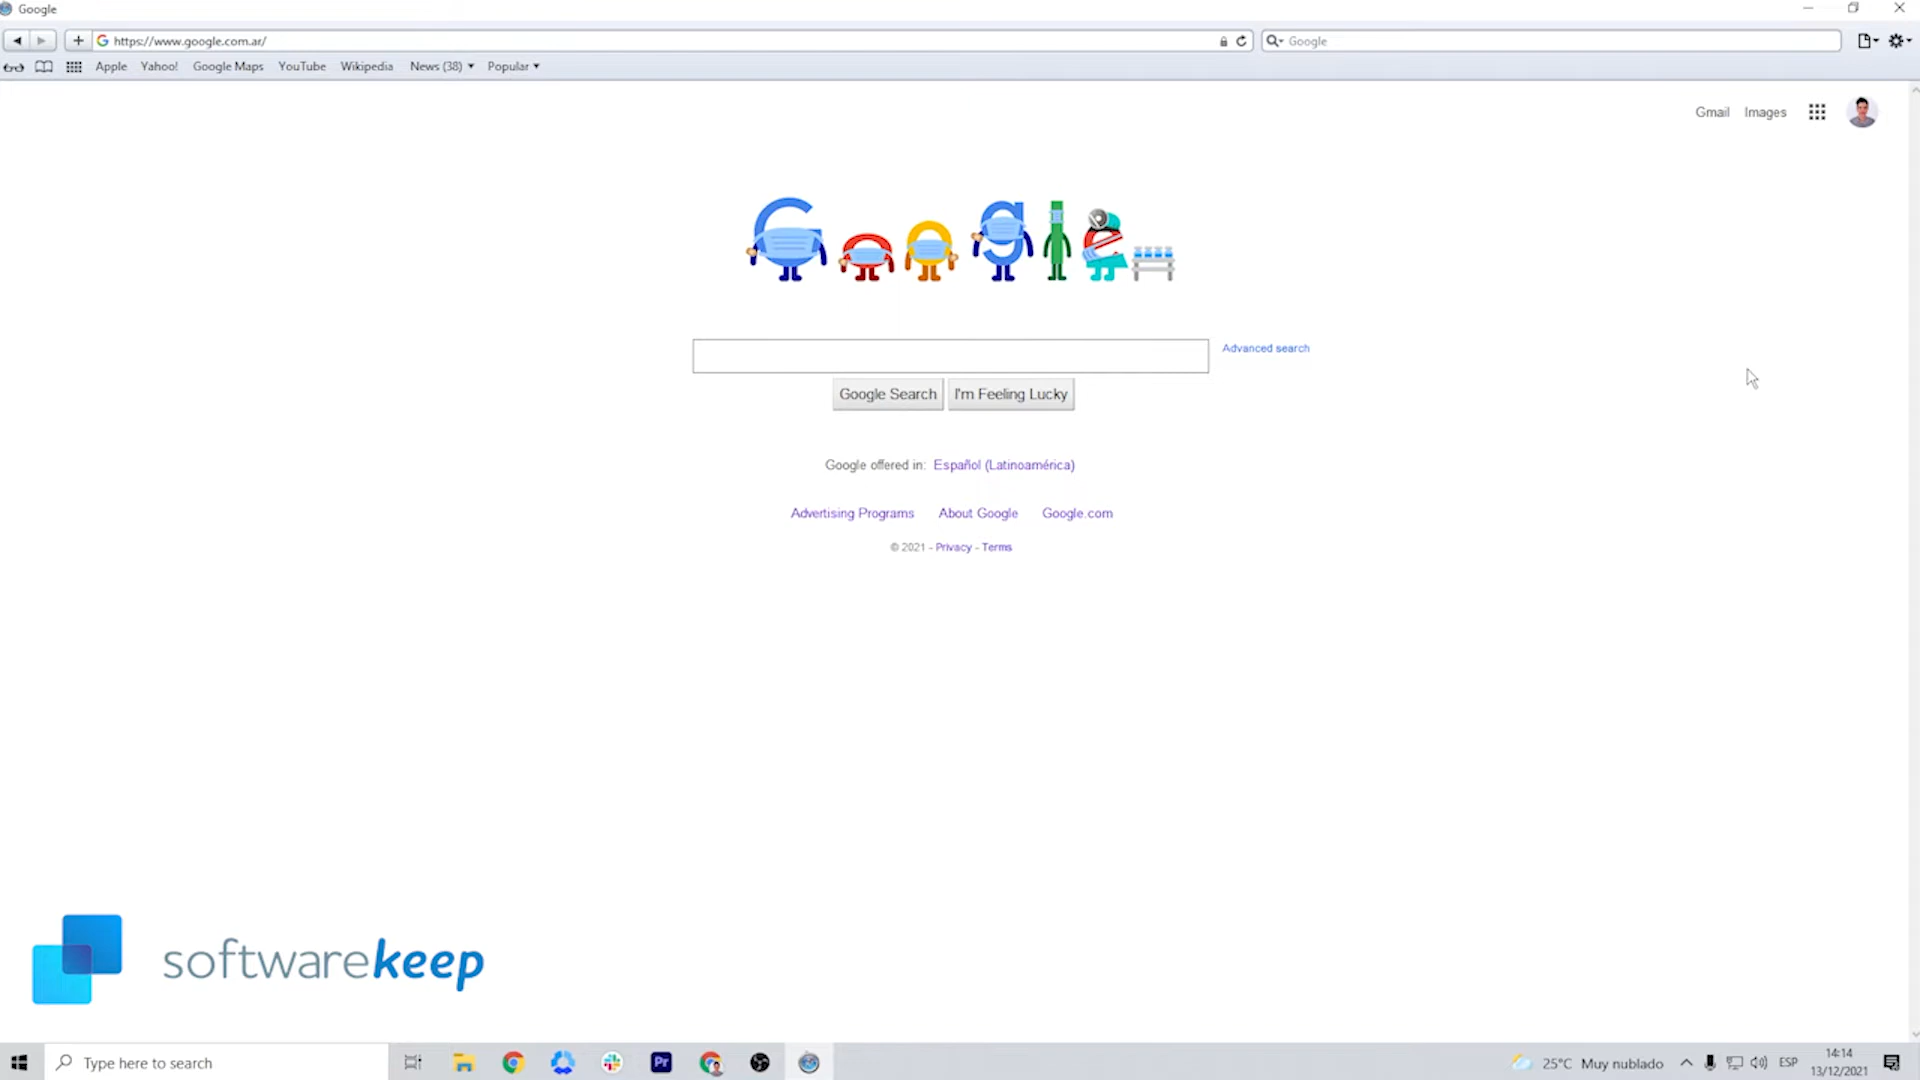 Google
https://www.google.com.ar/
Google
Apple Yahoo! Google Maps YouTube Wikipedia News (38) Popular
Gmail Images
Google
Advanced search
Google Search I'm Feeling Lucky
Google offered in: Español (Latinoamérica)
Advertising Programs About Google Google.com
© 2021 - Privacy - Terms
softwarekeep
Type here to search
Pr
25°C Muy nublado
ESP
14:14
13/12/2021